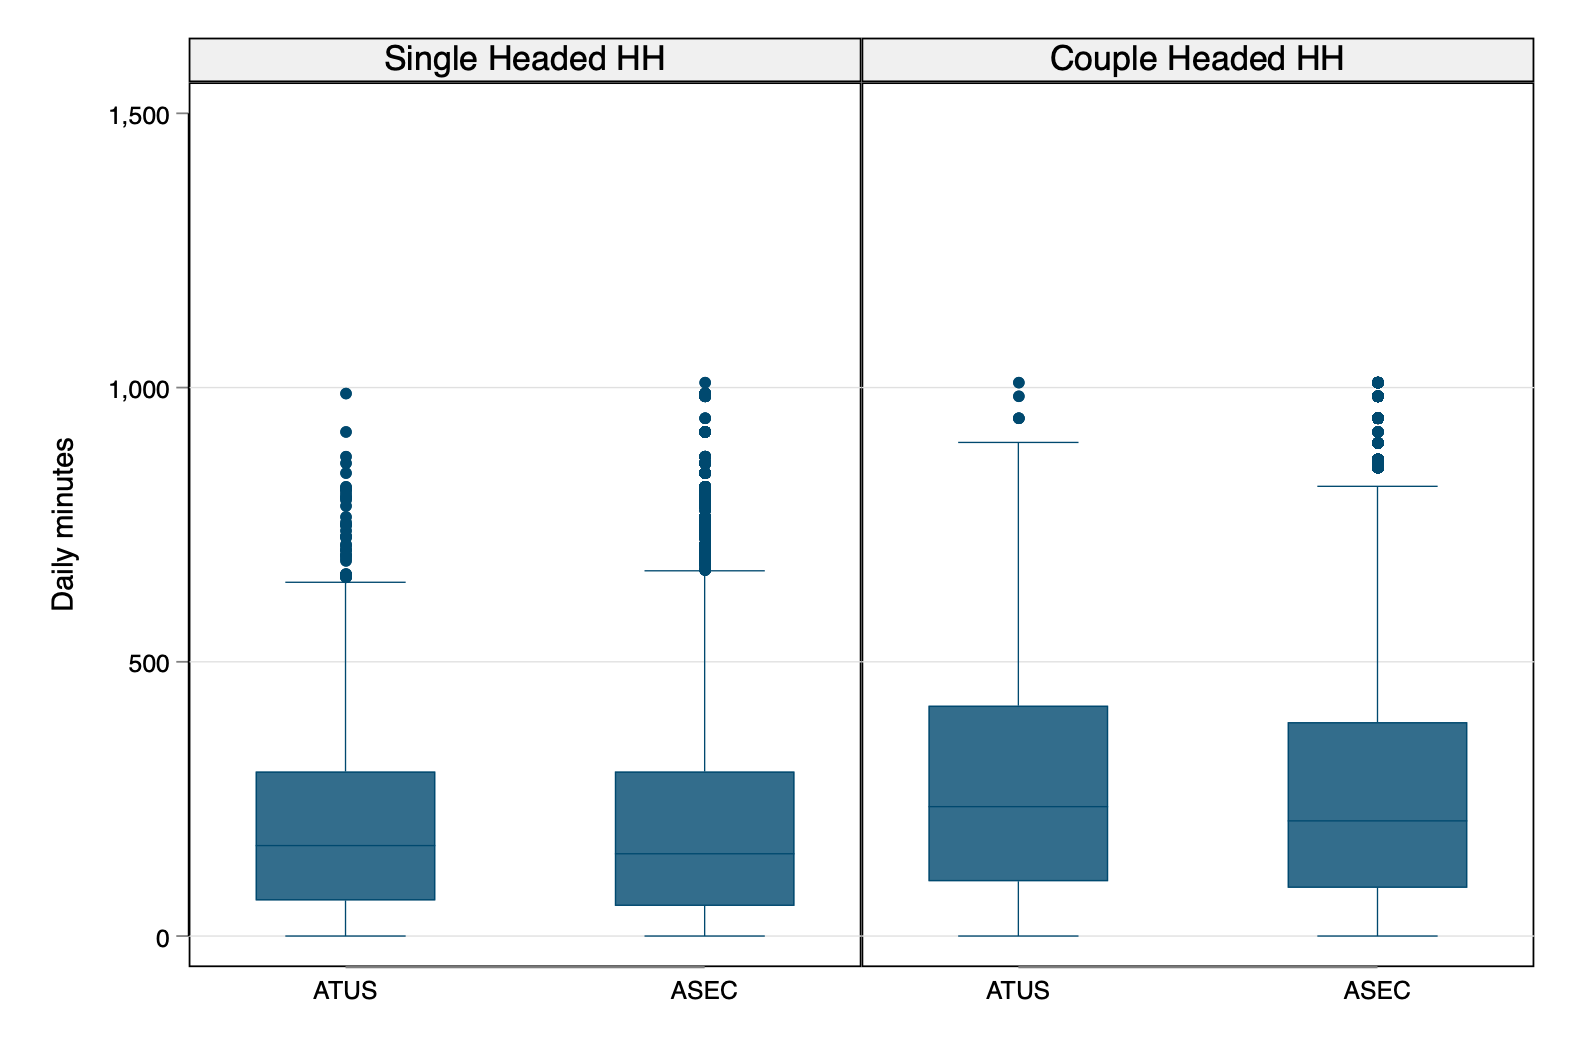 Single Headed HH
Couple Headed HH
1,500
1,000
500
0
Daily minutes
ATUS
ASEC
ATUS
ASEC